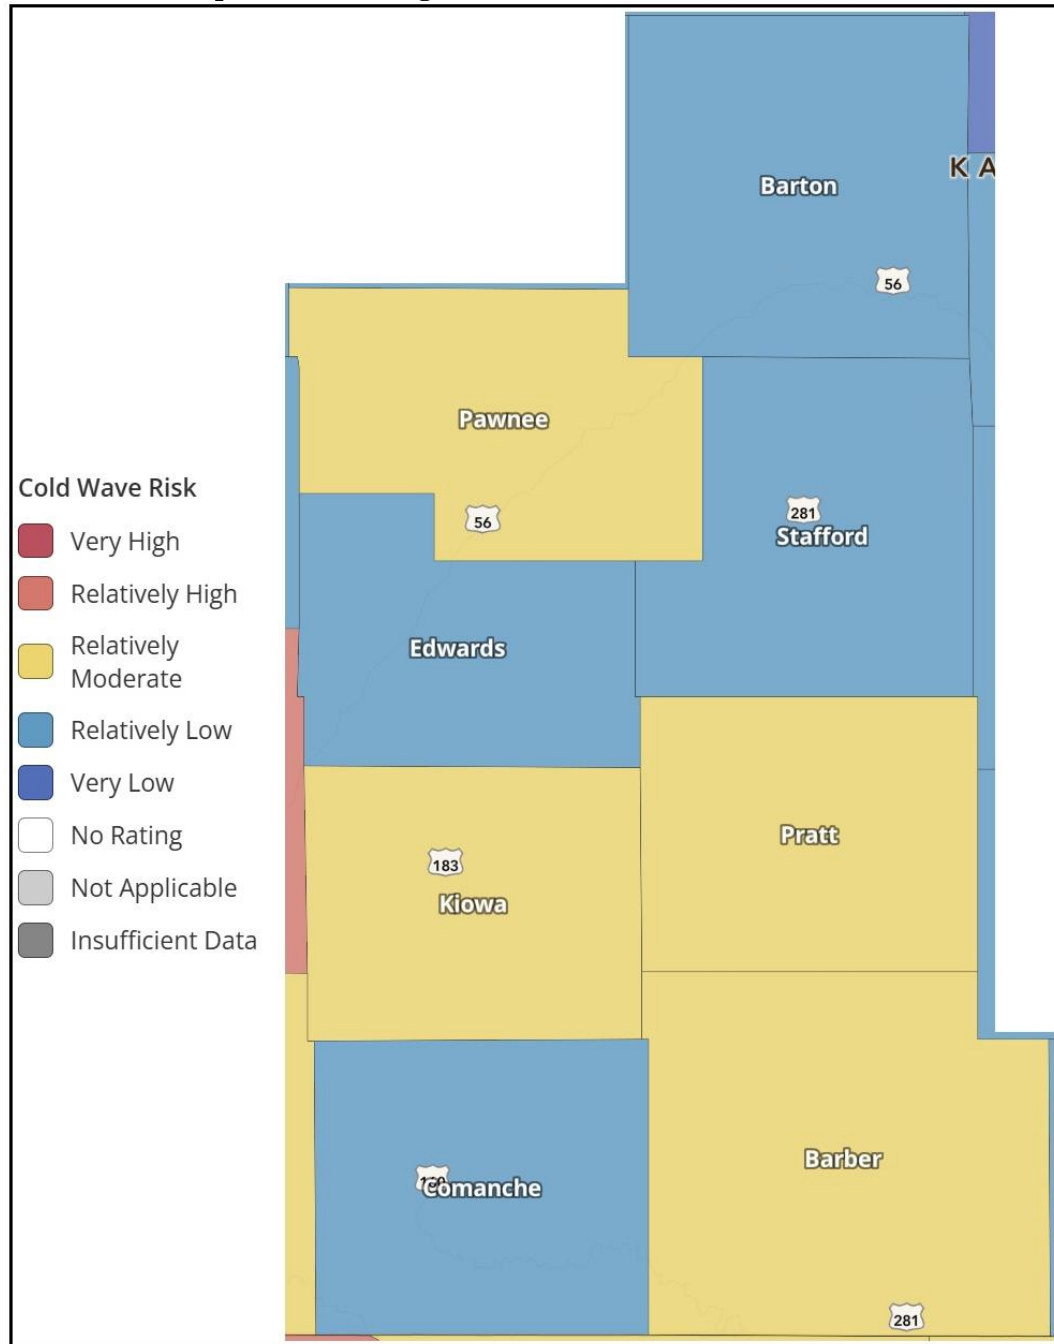 Barton
K A
56
Pawnee
56
281
Stafford
Edwards
Cold Wave Risk
Very High
Relatively High
Relatively
Moderate
Relatively Low
Very Low
No Rating
Not Applicable
Insufficient Data
Pratt
183
Kiowa
Barber
Comanche
281